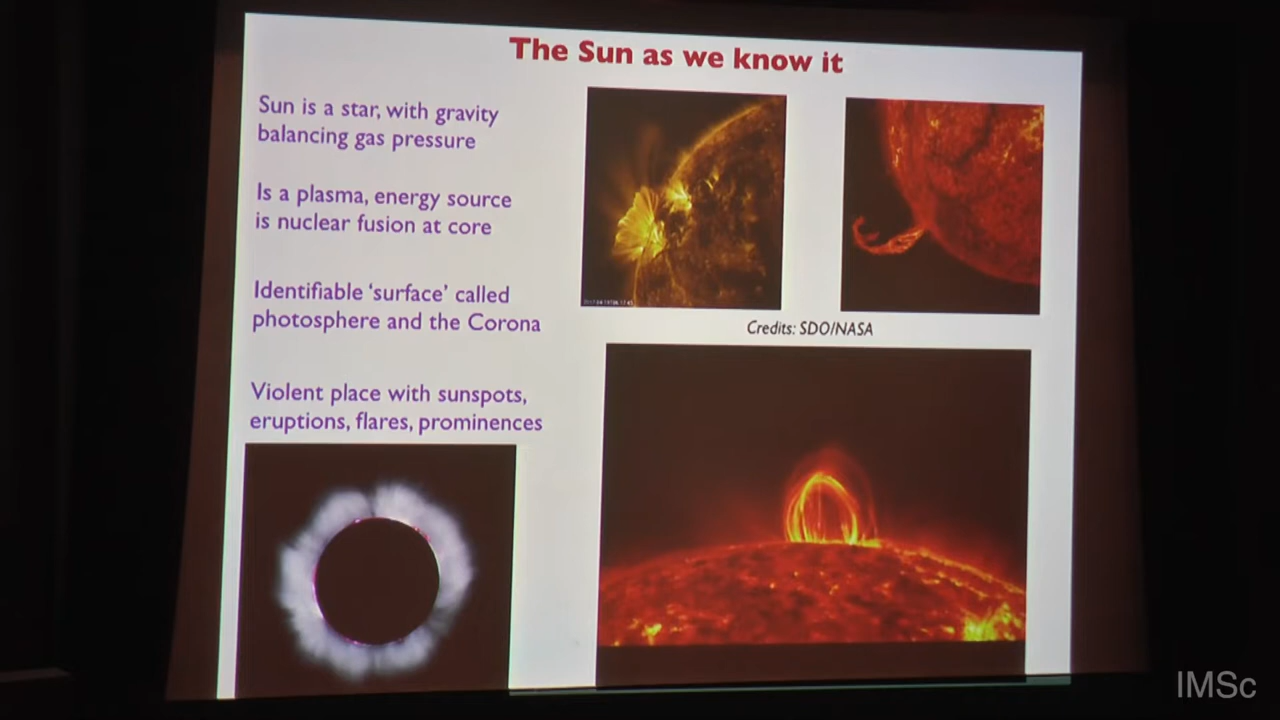 The Sun as we know it
Sun is a star, with gravity
balancing gas pressure
Is a plasma, energy source
is nuclear fusion at core
Identifiable ‘surface’ called
photosphere and the Corona
Violent place with sunspots,
eruptions, flares, prominences
Credits: SDO/NASA
IMSc